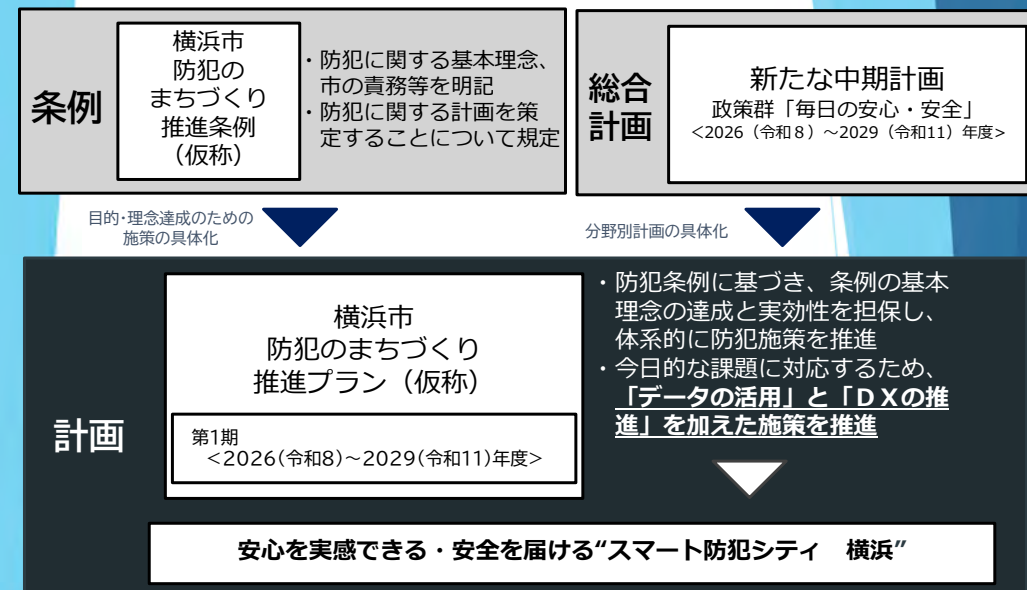 条例
横浜市
防犯の
まちづくり
推進条例
（仮称）
・防犯に関する基本理念、
市の責務等を明記
・防犯に関する計画を策
定することについて規定
総合
計画
新たな中期計画
政策群「毎日の安心・安全」
<2026（令和８）～2029（令和11）年度>
目的・理念達成のための
施策の具体化
分野別計画の具体化
計画
横浜市
防犯のまちづくり
推進プラン（仮称）
第1期
<2026(令和8)～2029(令和11)年度>
・防犯条例に基づき、条例の基本
理念の達成と実効性を担保し、
体系的に防犯施策を推進
・今日的な課題に対応するため、
「データの活用」と「ＤＸの推
進」を加えた施策を推進
安心を実感できる・安全を届ける“スマート防犯シティ　横浜”